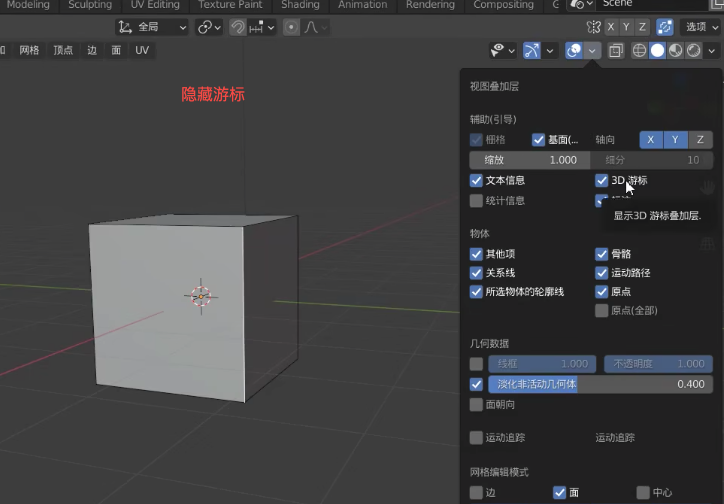 Modeling Sculpting UV Editing Texture Paint Shading Animation Rendering Compositing Scene
全局 X Y Z 选项
网格 顶点 边 面 UV
隐藏游标
视图叠加层
辅助(引导)
栅格 基面(... 轴向 X Y Z
缩放 1.000 细分 10
文本信息 3D 游标
统计信息
显示3D 游标叠加层.
物体
其他项 骨骼
关系线 运动路径
所选物体的轮廓线 原点
原点(全部)
几何数据
线框 1.000 不透明度 1.000
淡化非活动几何体 0.400
面朝向
运动追踪 运动追踪
网格编辑模式
边 面 中心